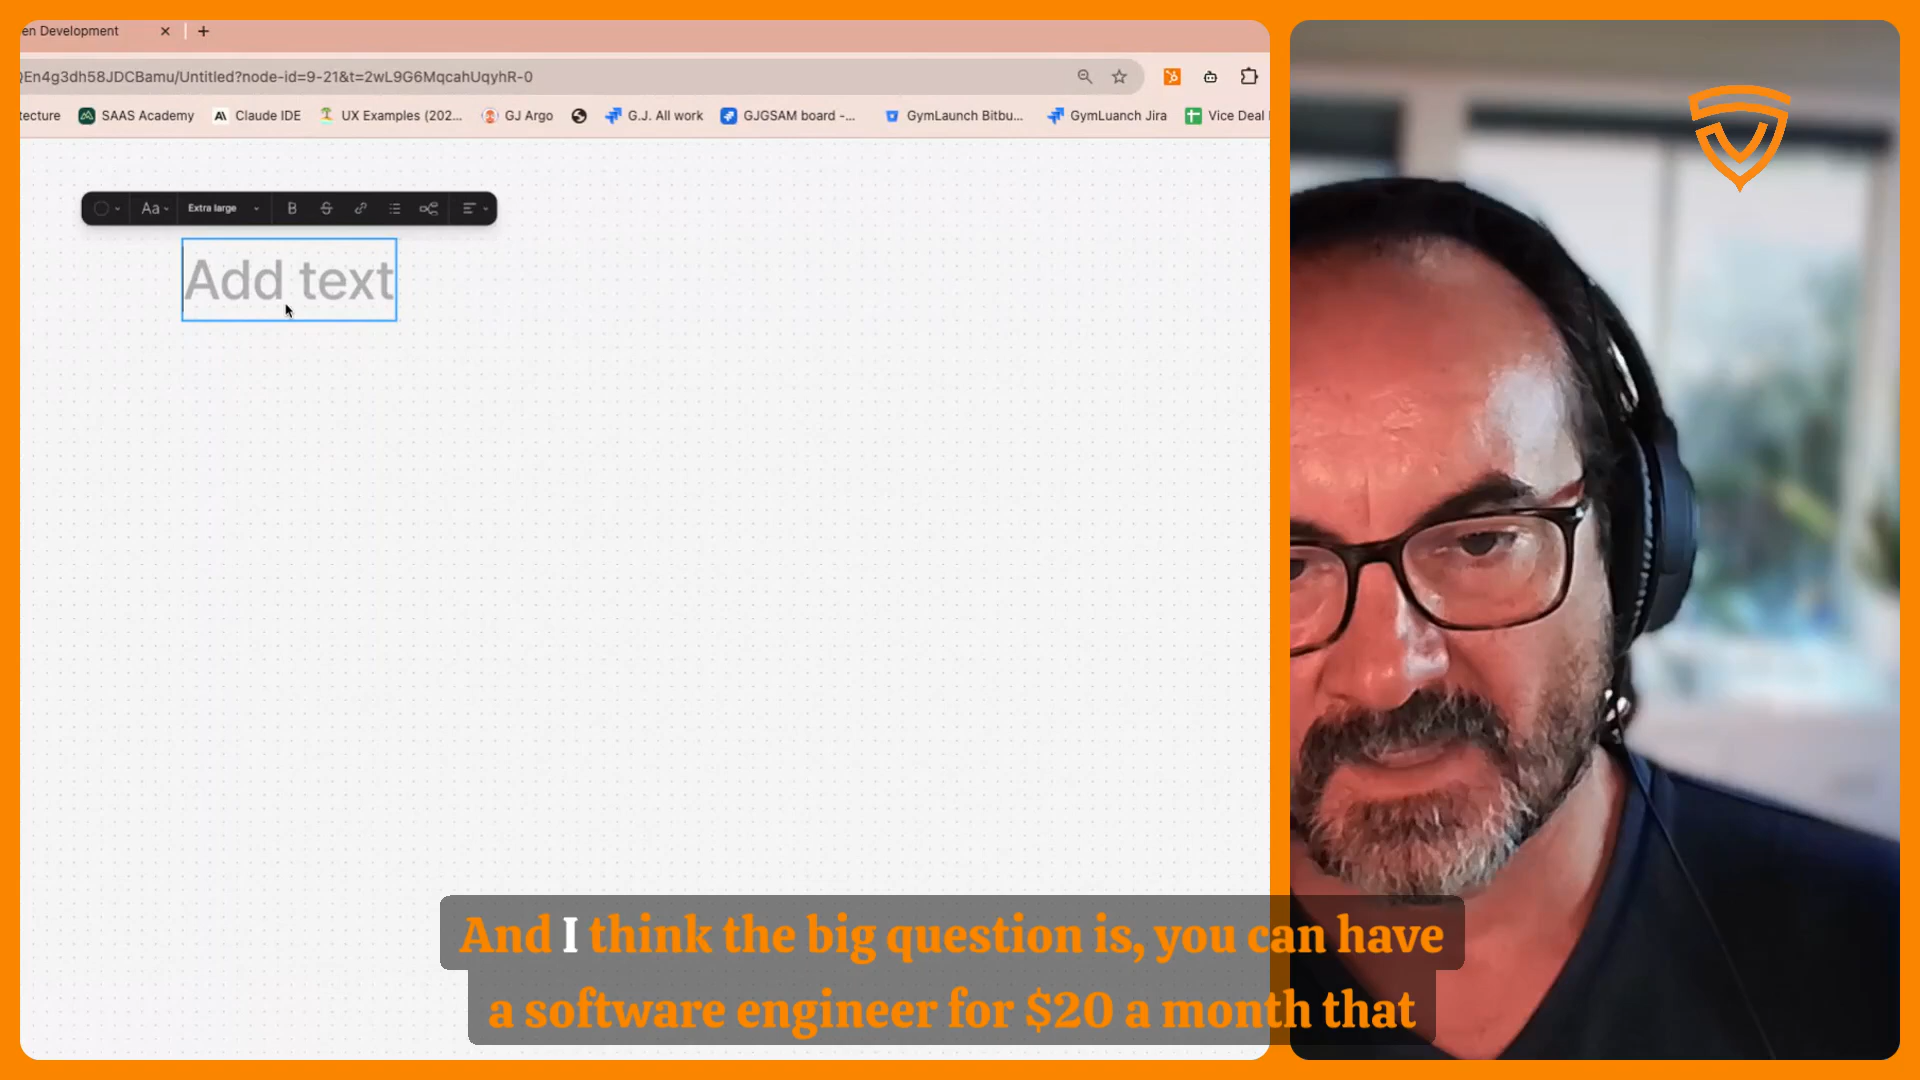 en Development
QEn4g3dh58JDCBamu/Untitled?node-id=9-21&t=2wL9G6MqcahUqyhR-0
tecture SAAS Academy Claude IDE UX Examples (202... GJ Argo G.J. All work GJGSAM board -... GymLaunch Bitbu... GymLuanch Jira Vice Deal
Aa Extra large B S
Add text
And I think the big question is, you can have
a software engineer for $20 a month that